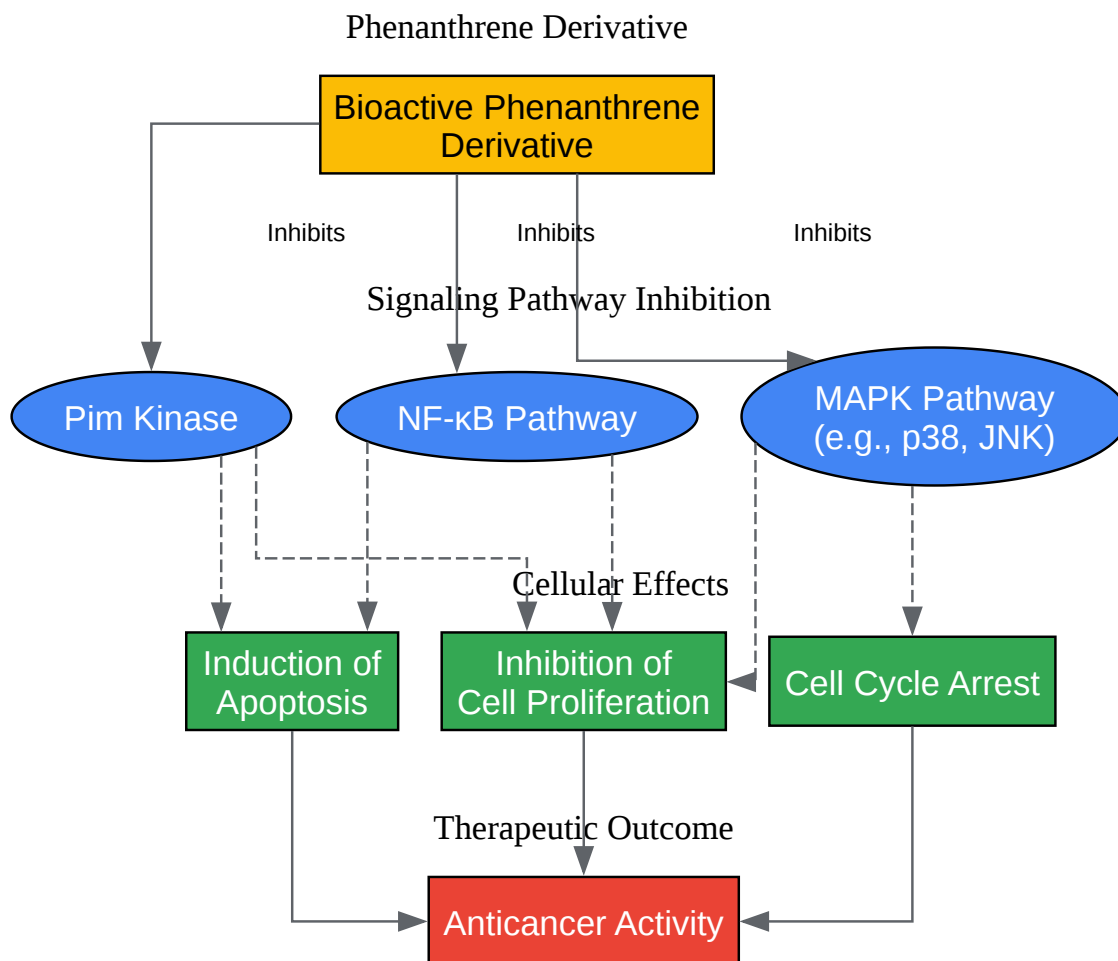 Phenanthrene Derivative
Bioactive Phenanthrene
Derivative
Inhibits
Inhibits
Inhibits
Signaling Pathway Inhibition
Pim Kinase
NF-κB Pathway
MAPK Pathway
(e.g., p38, JNK)
Cellular Effects
Induction of
Apoptosis
Inhibition of
Cell Proliferation
Cell Cycle Arrest
Therapeutic Outcome
Anticancer Activity